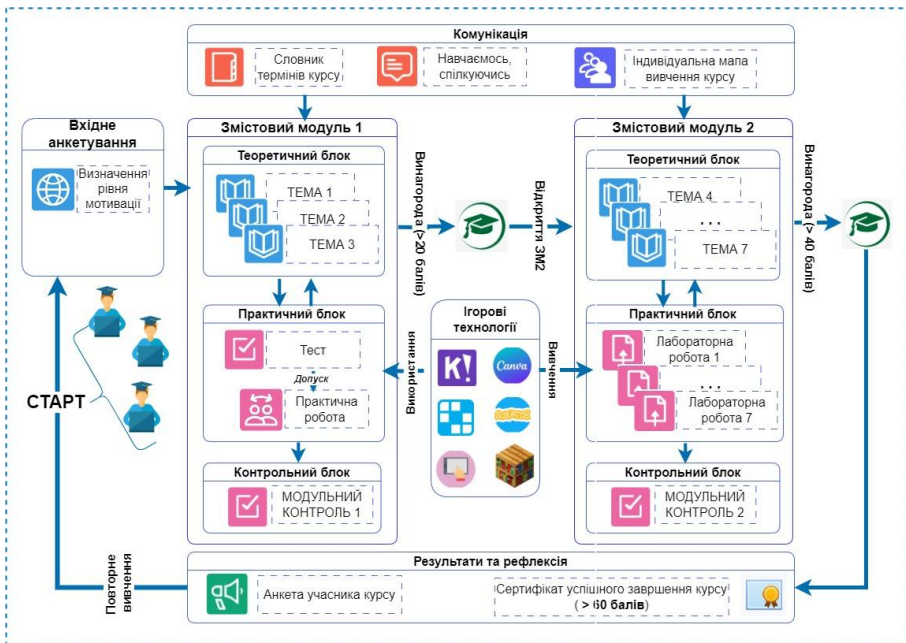 Комунікація
Словник
термінів курсу
Навчаємось,
спілкуючись
Індивідуальна мапа
вивчення курсу
Вхідне
анкетування
Визначення
рівня
мотивації
СТАРТ
Змістовий модуль 1
Теоретичний блок
ТЕМА 1
ТЕМА 2
ТЕМА 3
Практичний блок
Тест
Допуск
Практична
робота
Контрольний блок
МОДУЛЬНИЙ
КОНТРОЛЬ 1
Винагорода (>20 балів)
Відкриття ЗМ2
Ігорові
технології
K!
Canva
Використання
Вивчення
Змістовий модуль 2
Теоретичний блок
ТЕМА 4
. . .
ТЕМА 7
Практичний блок
Лабораторна
робота 1
. . .
Лабораторна
робота 7
Контрольний блок
МОДУЛЬНИЙ
КОНТРОЛЬ 2
Винагорода (> 40 балів)
Результати та рефлексія
Анкета учасника курсу
Сертифікат успішного завршення курсу
( > 60 балів)
Повторне
вивчення